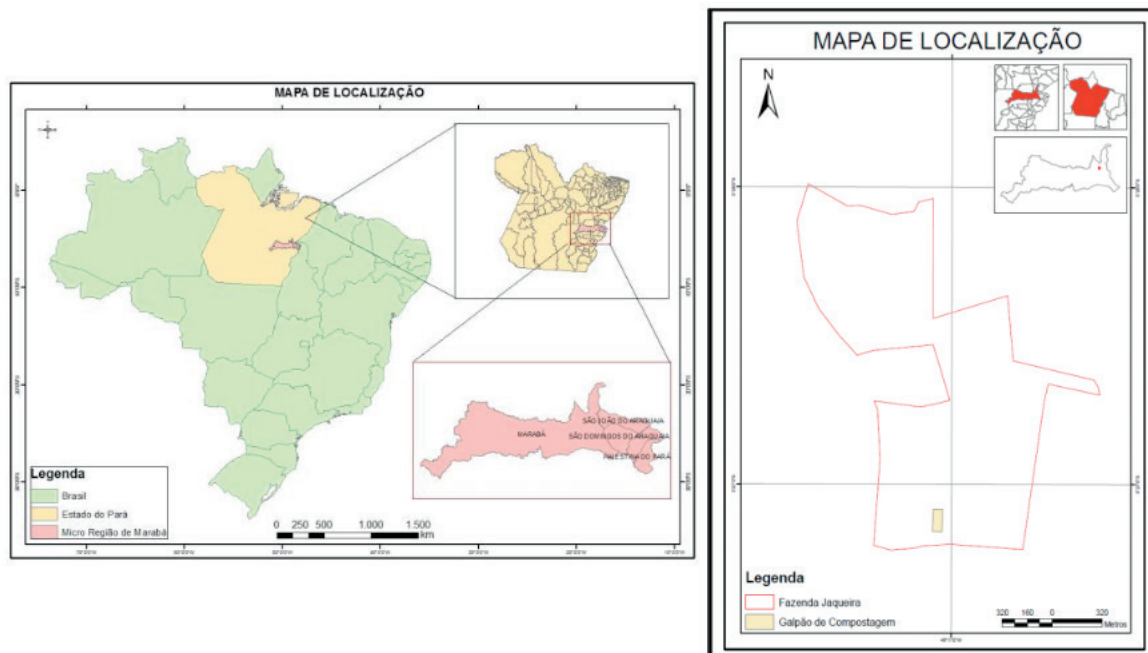 MAPA DE LOCALIZAÇÃO
MARABÁ
SÃO JOÃO DO ARAGUAIA
SÃO DOMINGOS DO ARAGUAIA
PALESTINA DO PARÁ
Legenda
Brasil
Estado do Pará
Micro Região de Marabá
0 250 500 1.000 1.500
km
MAPA DE LOCALIZAÇÃO
N
Legenda
Fazenda Jaqueira
Galpão de Compostagem
320 160 0 320
Metros